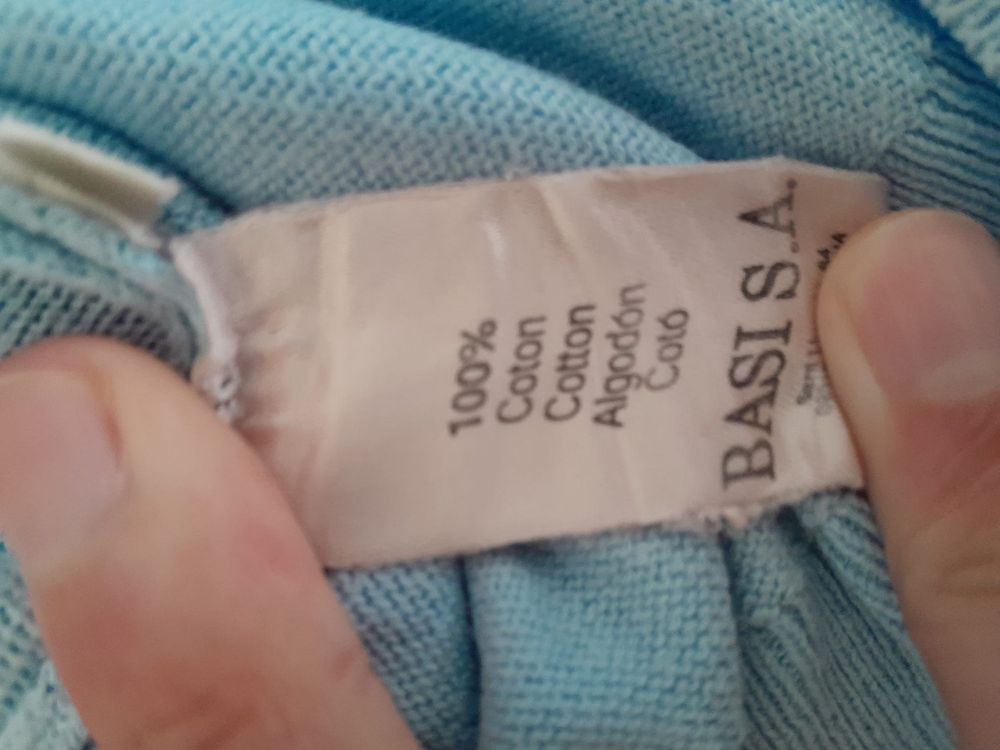 100%
Coton
Cotton
Algodón
Cotó
BASI S.A.